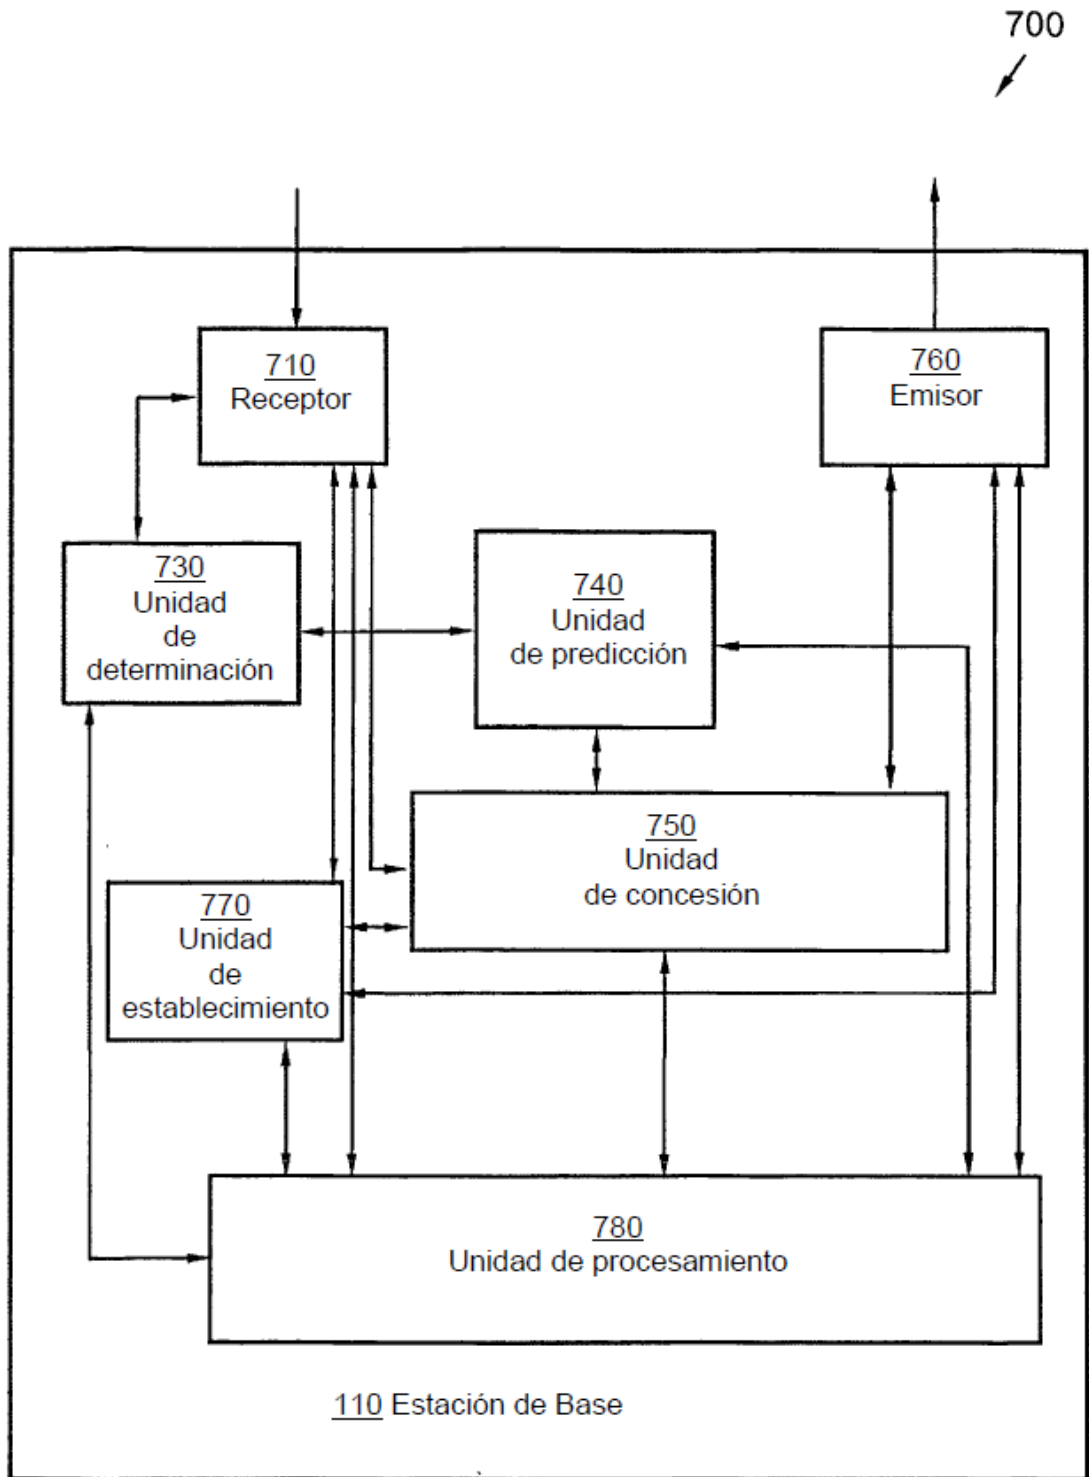 700
710
Receptor
760
Emisor
730
Unidad
de
determinación
740
Unidad
de predicción
750
Unidad
de concesión
770
Unidad
de
establecimiento
780
Unidad de procesamiento
110 Estación de Base